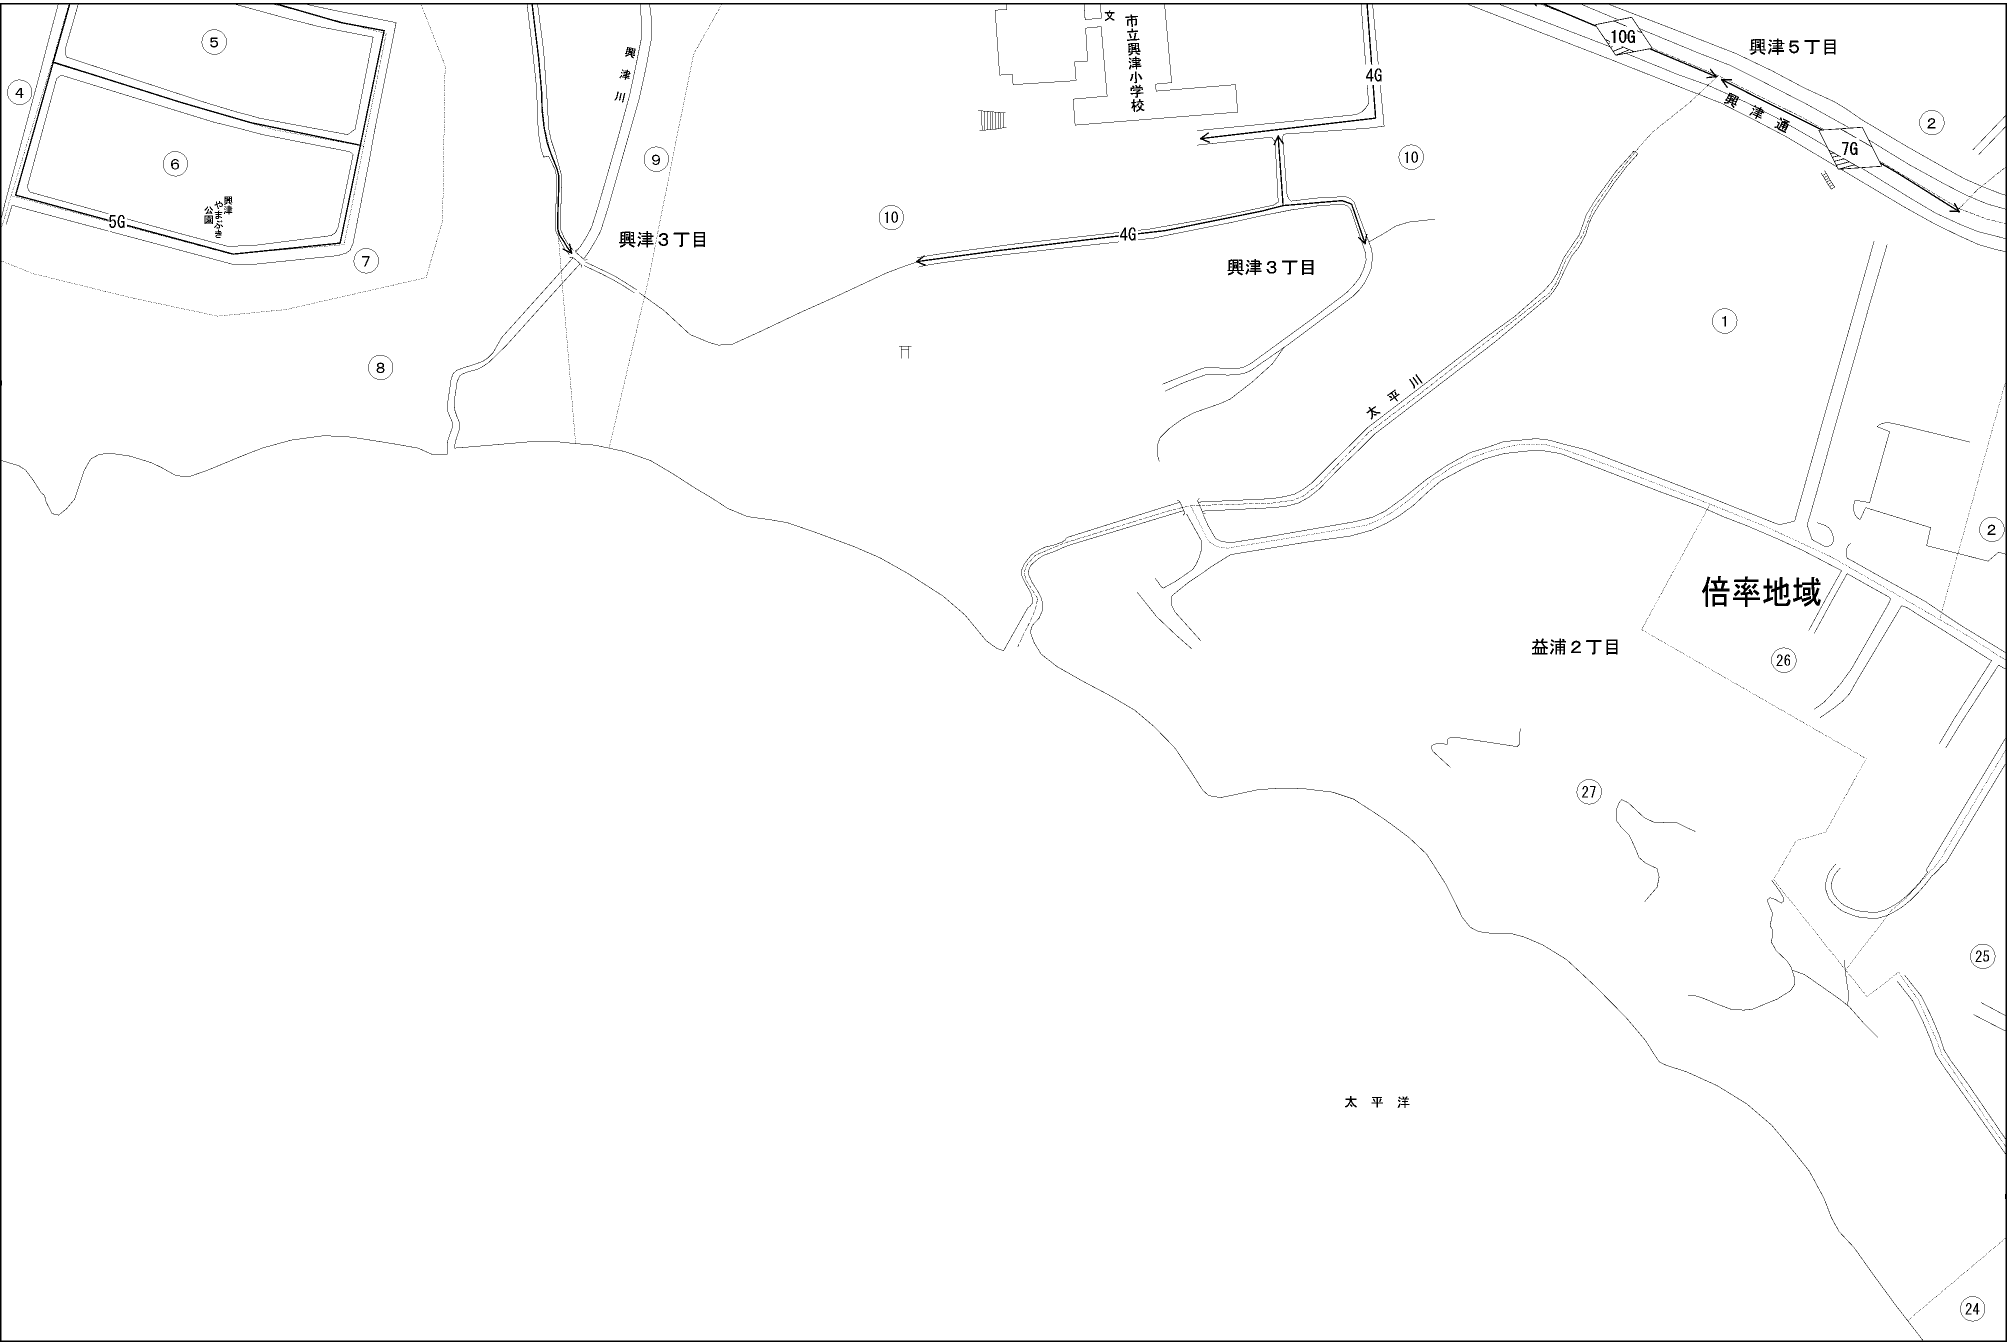 ⑤
④
⑥
興津
やまぶき
公園
5G
⑦
⑧
興津川
⑨
興津３丁目
⑩
文
市立興津小学校
4G
⑩
4G
興津３丁目
10G
興津５丁目
興津通
7G
②
①
太平川
②
倍率地域
益浦２丁目
㉖
㉗
㉕
太平洋
㉔